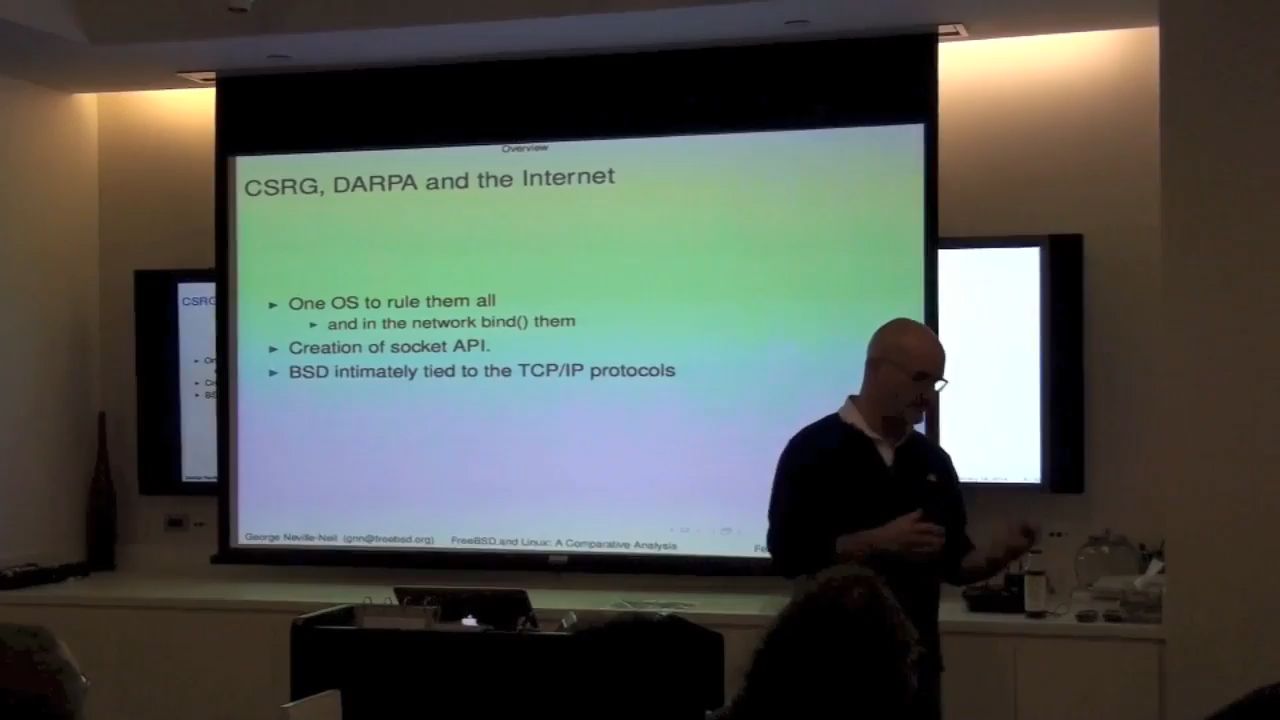 Overview
CSRG, DARPA and the Internet
► One OS to rule them all
► and in the network bind() them
► Creation of socket API.
► BSD intimately tied to the TCP/IP protocols
George Neville-Neil (gnn@freebsd.org) FreeBSD and Linux: A Comparative Analysis
CSRG